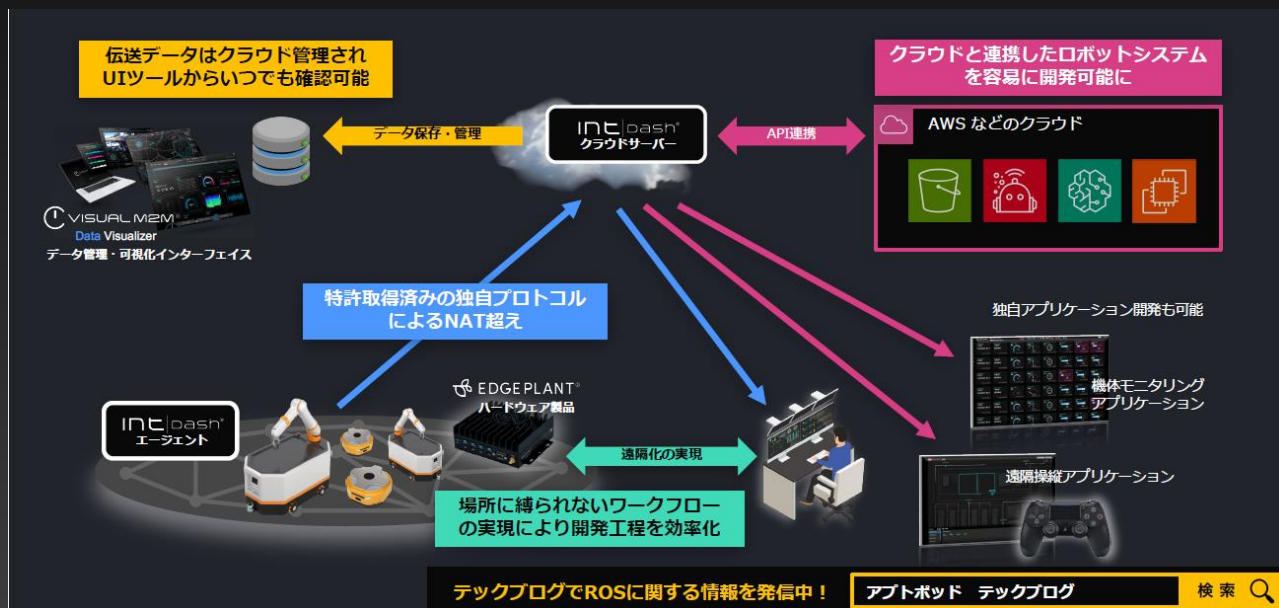 伝送データはクラウド管理され
UIツールからいつでも確認可能
クラウドと連携したロボットシステム
を容易に開発可能に
データ保存・管理
intdash®
クラウドサーバー
API連携
AWS などのクラウド
VISUAL M2M®
Data Visualizer
データ管理・可視化インターフェイス
特許取得済みの独自プロトコル
によるNAT超え
独自アプリケーション開発も可能
機体モニタリング
アプリケーション
EDGEPLANT®
ハードウェア製品
intdash®
エージェント
遠隔化の実現
遠隔操縦アプリケーション
場所に縛られないワークフロー
の実現により開発工程を効率化
テックブログでROSに関する情報を発信中！
アプトポッド テックブログ
検索